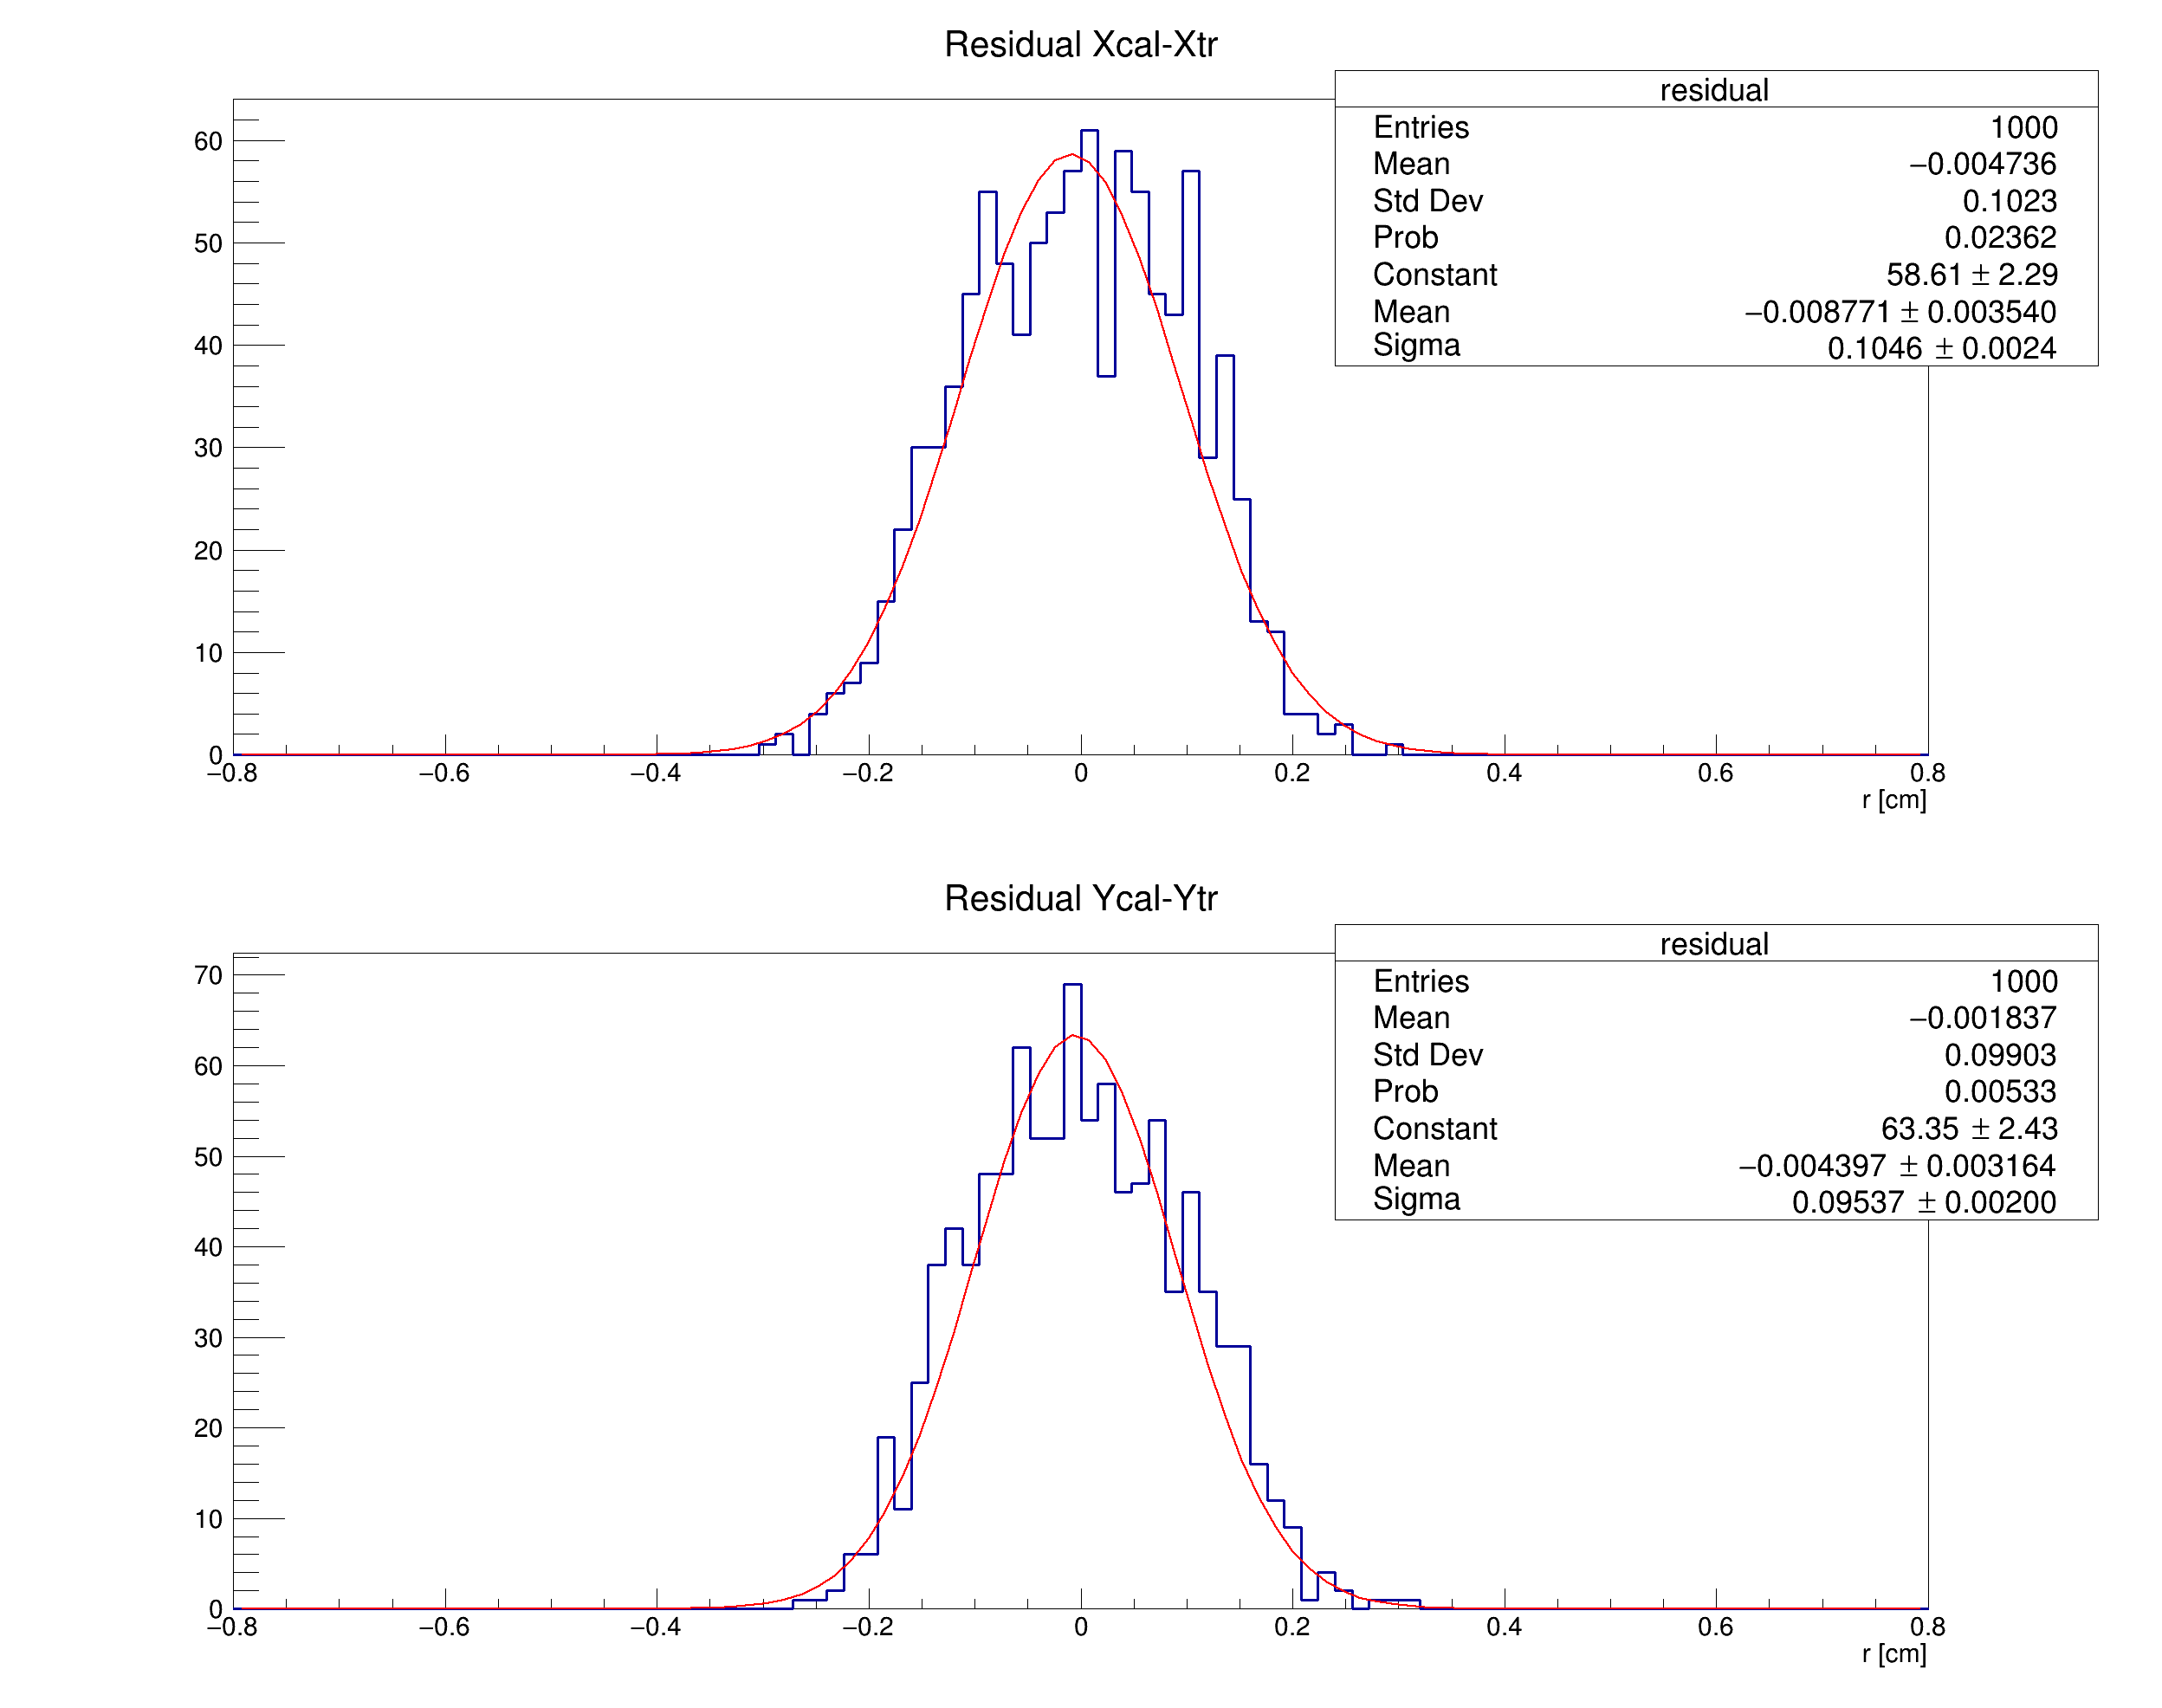 Residual Xcal-Xtr
residual
Entries 1000
Mean −0.004736
Std Dev 0.1023
Prob 0.02362
Constant 58.61 ± 2.29
Mean −0.008771 ± 0.003540
Sigma 0.1046 ± 0.0024
60
50
40
30
20
10
0
−0.8 −0.6 −0.4 −0.2 0 0.2 0.4 0.6 0.8
r [cm]
Residual Ycal-Ytr
residual
Entries 1000
Mean −0.001837
Std Dev 0.09903
Prob 0.00533
Constant 63.35 ± 2.43
Mean −0.004397 ± 0.003164
Sigma 0.09537 ± 0.00200
70
60
50
40
30
20
10
0
−0.8 −0.6 −0.4 −0.2 0 0.2 0.4 0.6 0.8
r [cm]